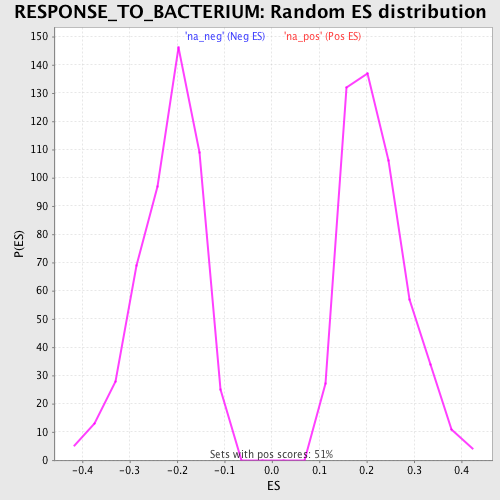 RESPONSE_TO_BACTERIUM: Random ES distribution
'na_neg' (Neg ES) 'na_pos' (Pos ES)
150
140
130
120
110
100
90
80
70
60
50
40
30
20
10
0
P(ES)
Sets with pos scores: 51%
-0.4 -0.3 -0.2 -0.1 0.0 0.1 0.2 0.3 0.4
ES